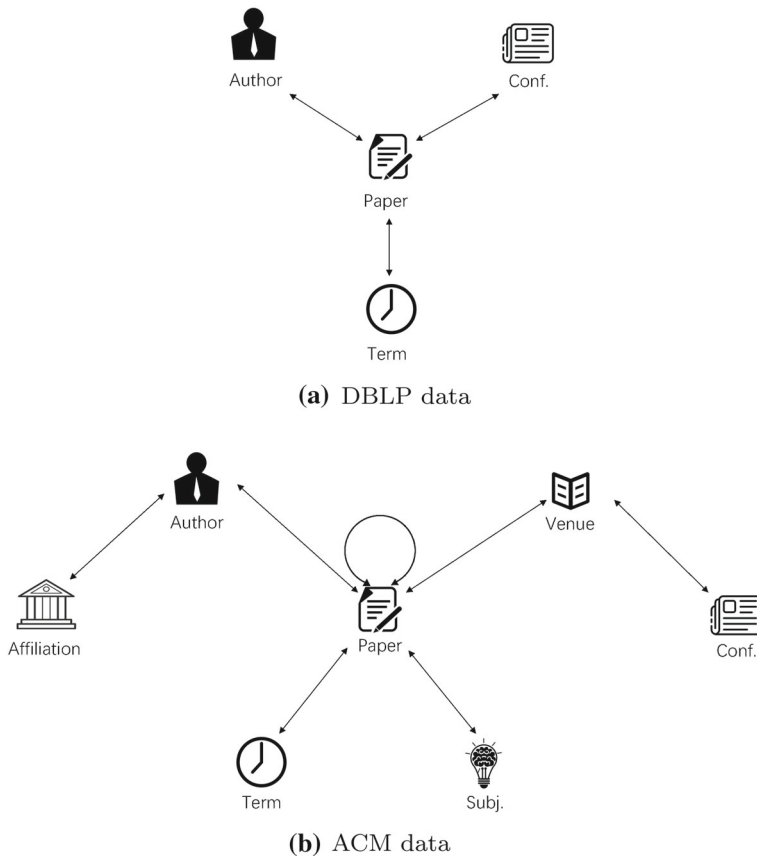 Author
Conf.
Paper
Term
(a) DBLP data
Author
Venue
Affiliation
Paper
Conf.
Term
Subj.
(b) ACM data